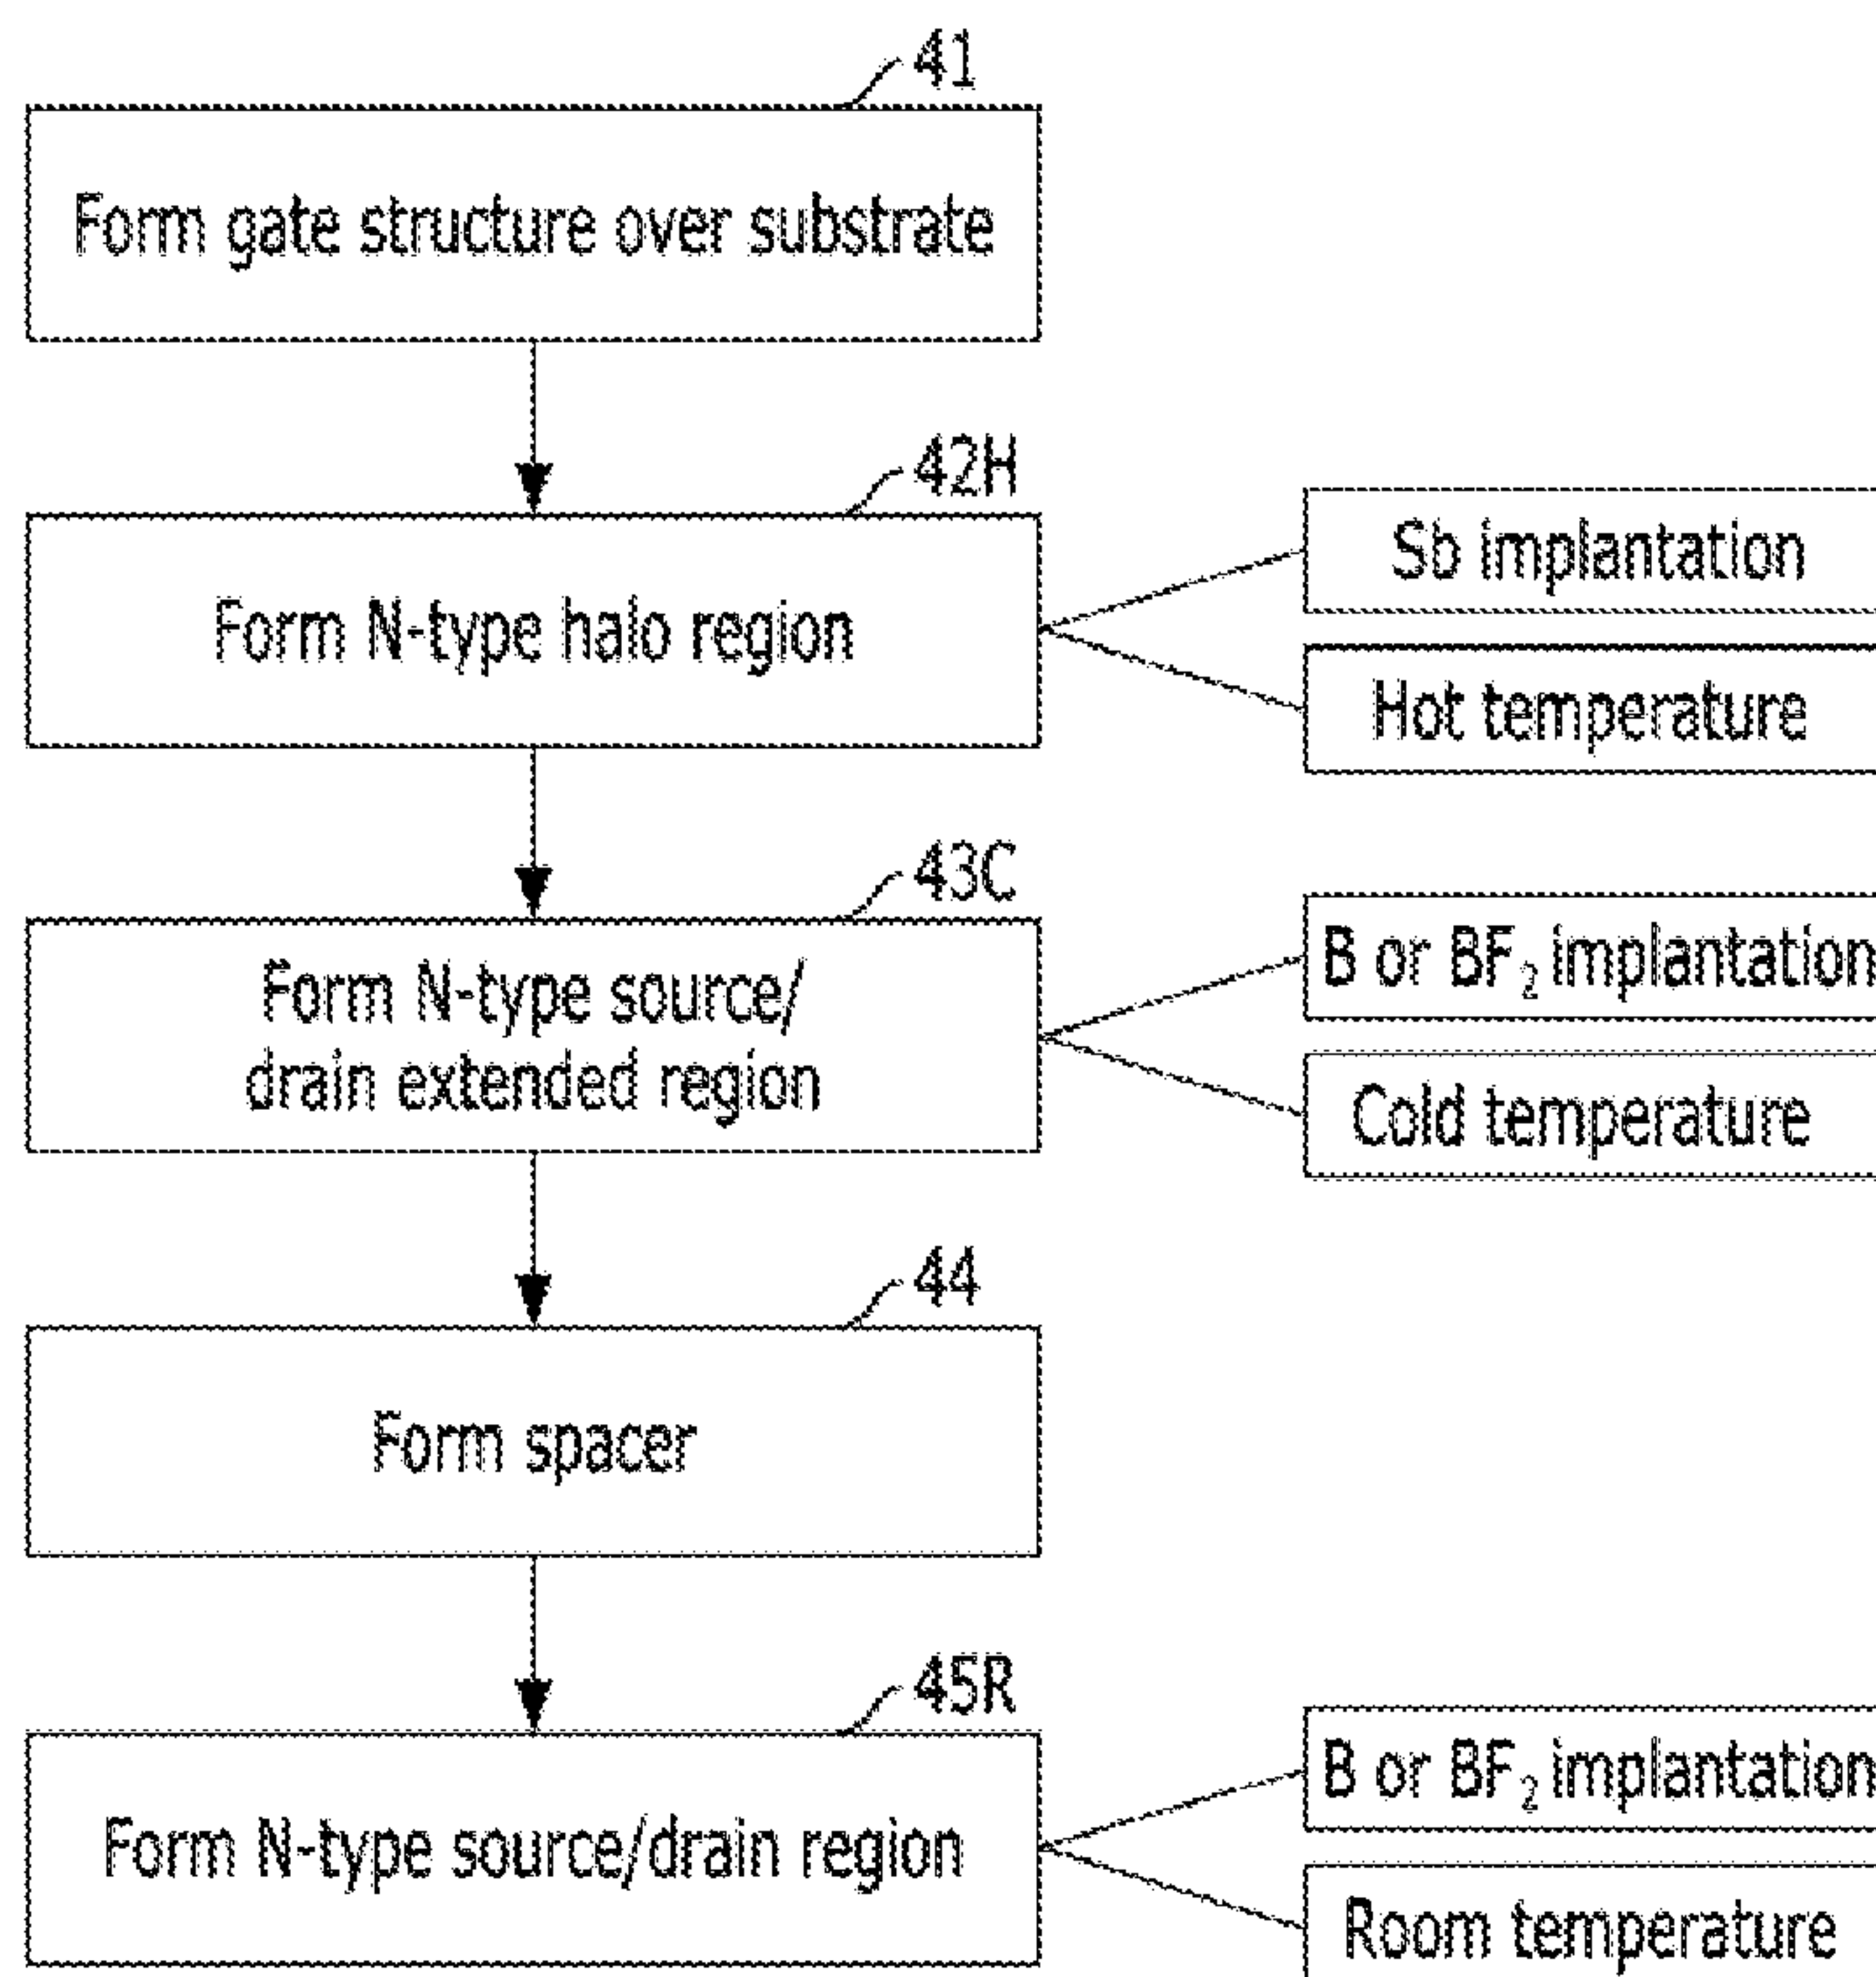 41
Form gate structure over substrate
42H
Form N-type halo region
Sb implantation
Hot temperature
43C
Form N-type source/
drain extended region
B or BF₂ implantation
Cold temperature
44
Form spacer
45R
Form N-type source/drain region
B or BF₂ implantation
Room temperature